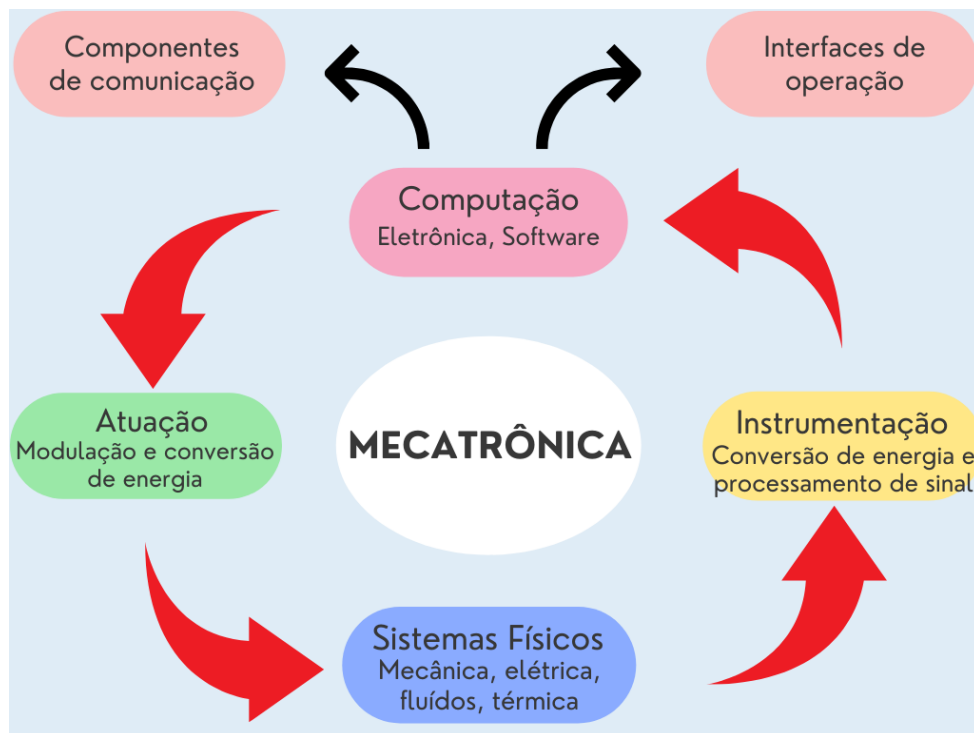 Componentes
de comunicação
Interfaces de
operação
Computação
Eletrônica, Software
Atuação
Modulação e conversão
de energia
MECATRÔNICA
Instrumentação
Conversão de energia e
processamento de sinal
Sistemas Físicos
Mecânica, elétrica,
fluídos, térmica